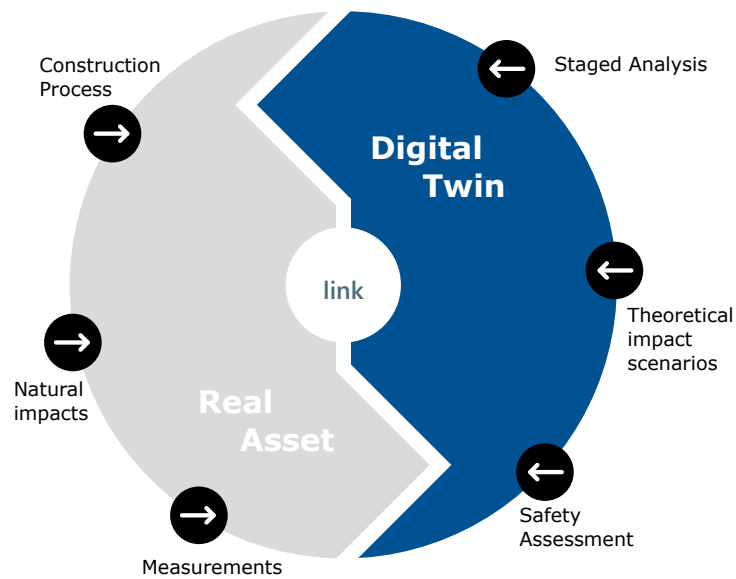 Construction
Process
Staged Analysis
Digital
Twin
link
Theoretical
impact
scenarios
Natural
impacts
Real
Asset
Safety
Assessment
Measurements